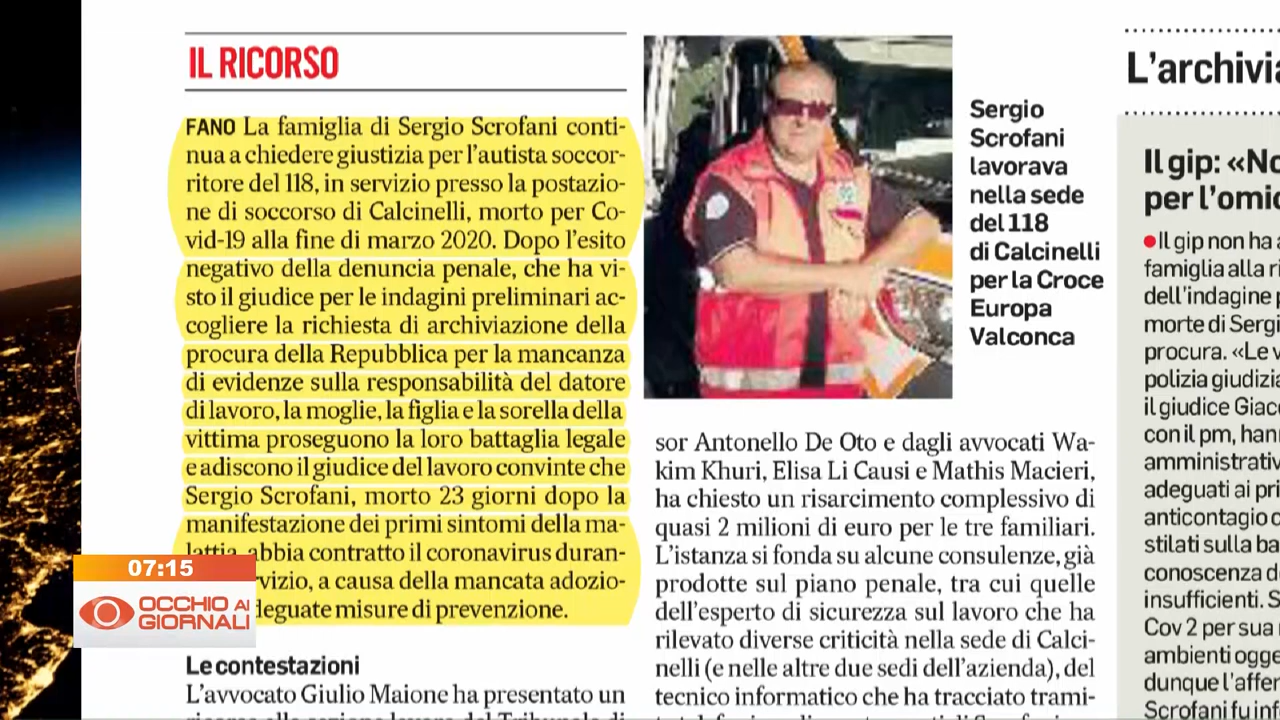 IL RICORSO
FANO La famiglia di Sergio Scrofani conti-
nua a chiedere giustizia per l'autista soccor-
ritore del 118, in servizio presso la postazio-
ne di soccorso di Calcinelli, morto per Co-
vid-19 alla fine di marzo 2020. Dopo l'esito
negativo della denuncia penale, che ha vi-
sto il giudice per le indagini preliminari ac-
cogliere la richiesta di archiviazione della
procura della Repubblica per la mancanza
di evidenze sulla responsabilità del datore
di lavoro, la moglie, la figlia e la sorella della
vittima proseguono la loro battaglia legale
e adiscono il giudice del lavoro convinte che
Sergio Scrofani, morto 23 giorni dopo la
manifestazione dei primi sintomi della ma-
lattia, abbia contratto il coronavirus duran-
vizio, a causa della mancata adozio-
deguate misure di prevenzione.
Le contestazioni
L'avvocato Giulio Maione ha presentato un
Sergio
Scrofani
lavorava
nella sede
del 118
di Calcinelli
per la Croce
Europa
Valconca
sor Antonello De Oto e dagli avvocati Wa-
kim Khuri, Elisa Li Causi e Mathis Macieri,
ha chiesto un risarcimento complessivo di
quasi 2 milioni di euro per le tre familiari.
L'istanza si fonda su alcune consulenze, già
prodotte sul piano penale, tra cui quelle
dell'esperto di sicurezza sul lavoro che ha
rilevato diverse criticità nella sede di Calci-
nelli (e nelle altre due sedi dell'azienda), del
tecnico informatico che ha tracciato trami-
L'archivia
Il gip: «No
per l'omic
Il gip non ha a
famiglia alla ri
dell'indagine p
morte di Sergi
procura. «Le v
polizia giudizia
il giudice Giac
con il pm, han
amministrativ
adeguati ai pri
anticontagio d
stilati sulla ba
conoscenza de
insufficienti. S
Cov 2 per sua
ambienti ogge
dunque l'affer
Scrofani fu inf
07:15
OCCHIO AI
GIORNALI